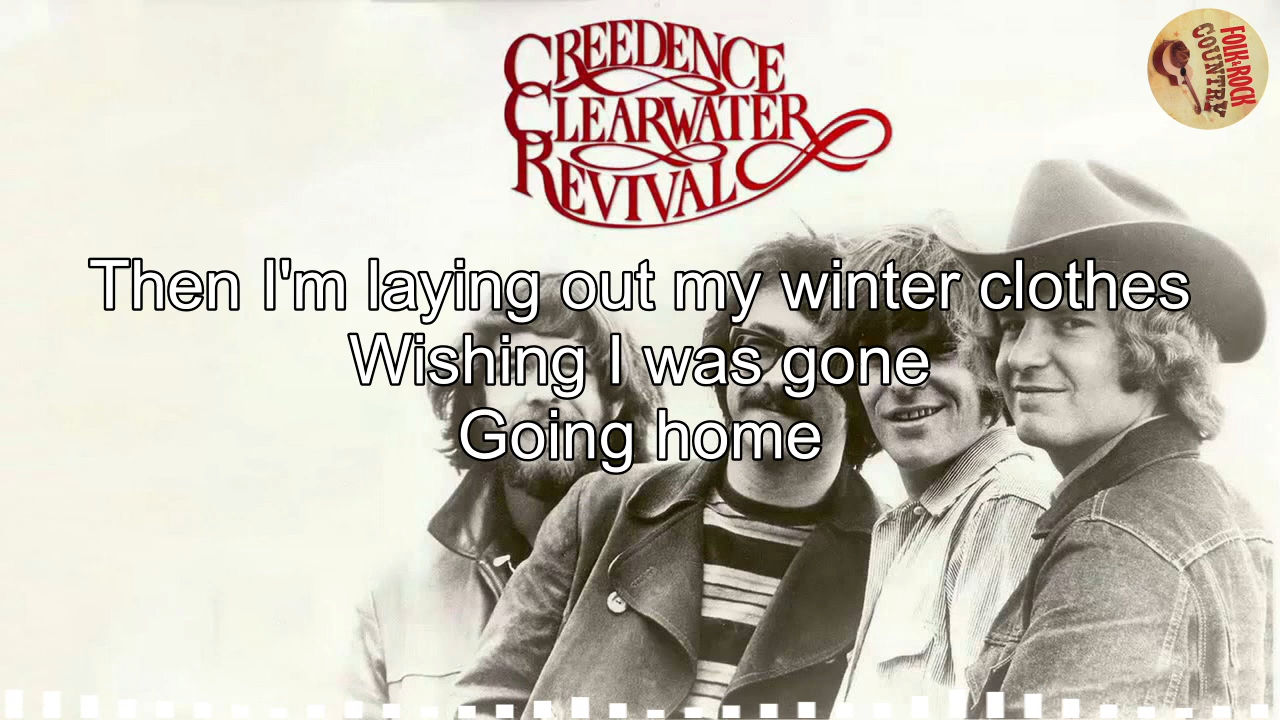 CREEDENCE
CLEARWATER
REVIVAL
FOLK & ROCK
COUNTRY
Then I'm laying out my winter clothes
Wishing I was gone
Going home